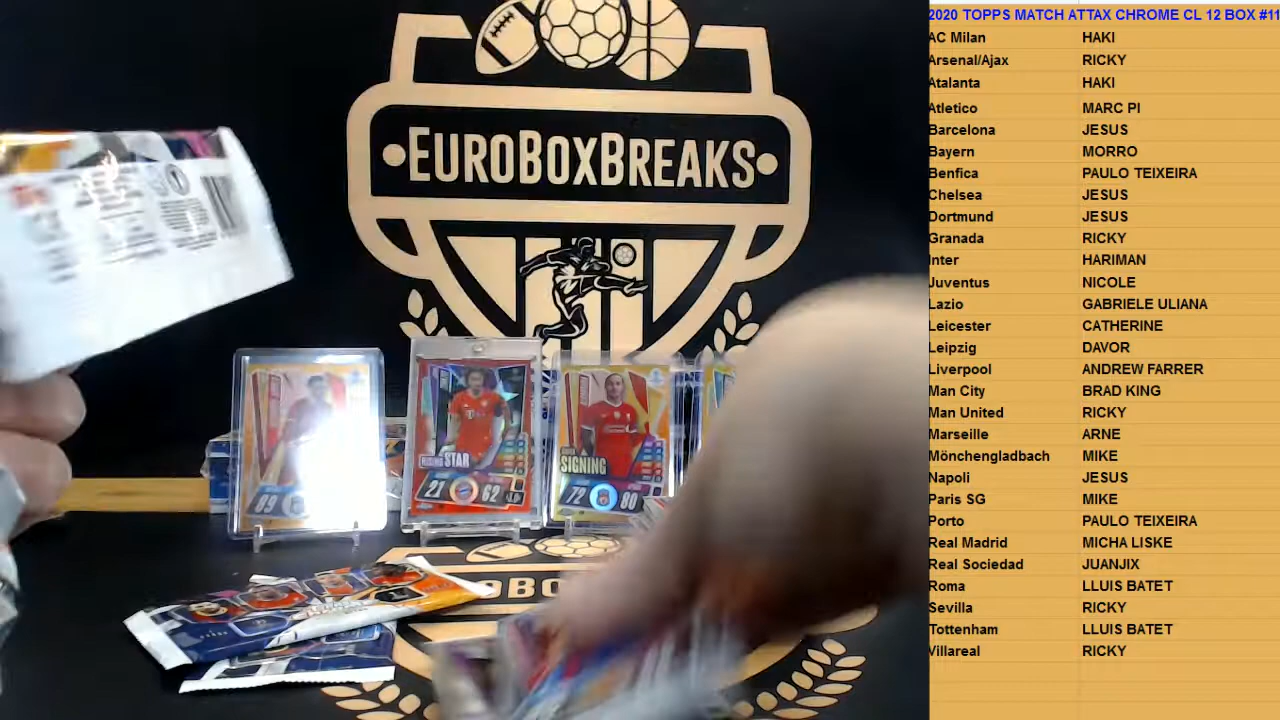 EUROBOXBREAKS
89
RISING STAR
21 62
SIGNING
72 80
2020 TOPPS MATCH ATTAX CHROME CL 12 BOX #11
AC Milan HAKI
Arsenal/Ajax RICKY
Atalanta HAKI
Atletico MARC PI
Barcelona JESUS
Bayern MORRO
Benfica PAULO TEIXEIRA
Chelsea JESUS
Dortmund JESUS
Granada RICKY
Inter HARIMAN
Juventus NICOLE
Lazio GABRIELE ULIANA
Leicester CATHERINE
Leipzig DAVOR
Liverpool ANDREW FARRER
Man City BRAD KING
Man United RICKY
Marseille ARNE
Mönchengladbach MIKE
Napoli JESUS
Paris SG MIKE
Porto PAULO TEIXEIRA
Real Madrid MICHA LISKE
Real Sociedad JUANJIX
Roma LLUIS BATET
Sevilla RICKY
Tottenham LLUIS BATET
Villareal RICKY